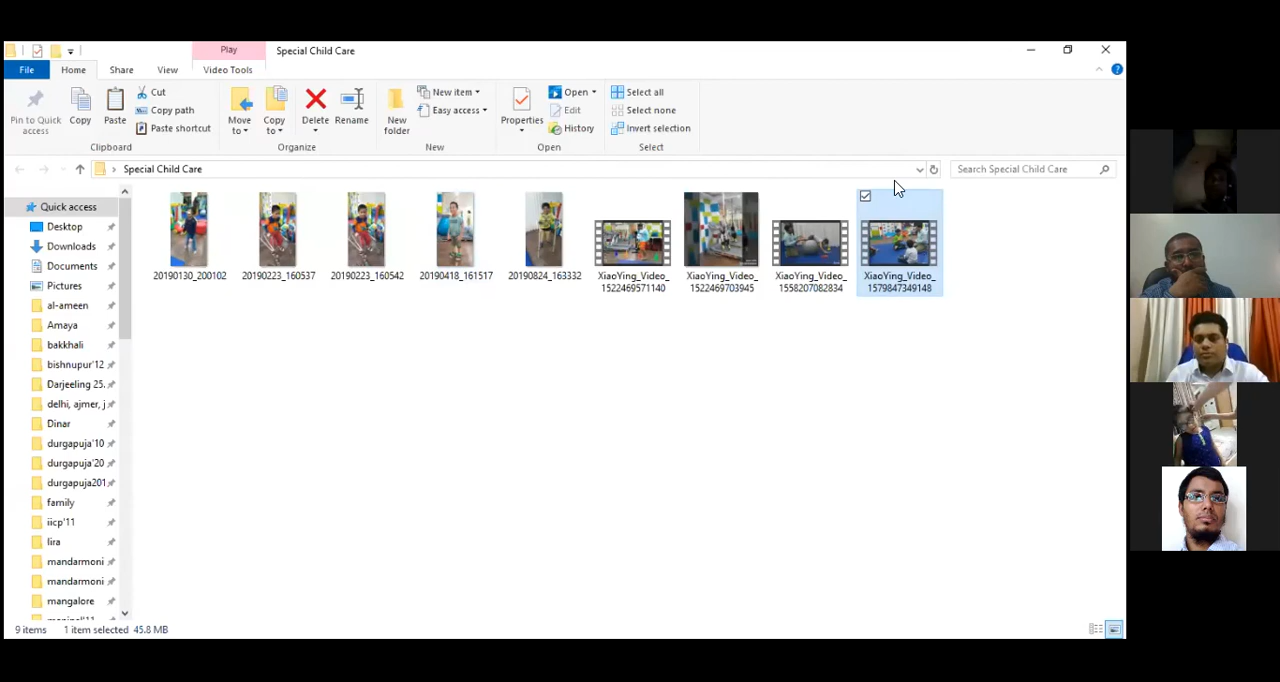 Play
Special Child Care
File
Home
Share
View
Video Tools
Pin to Quick access
Copy
Paste
Cut
Copy path
Paste shortcut
Move to
Copy to
Delete
Rename
New folder
New item
Easy access
Properties
Open
Edit
History
Select all
Select none
Invert selection
Clipboard
Organize
New
Open
Select
Special Child Care
Search Special Child Care
Quick access
Desktop
Downloads
Documents
Pictures
al-ameen
Amaya
bakkhali
bishnupur'12
Darjeeling 25.
delhi, ajmer, j
Dinar
durgapuja'10
durgapuja'20
durgapuja201
family
iicp'11
lira
mandarmoni
mandarmoni
mangalore
20190130_200102
20190223_160537
20190223_160542
20190418_161517
20190824_163332
XiaoYing_Video_
1522469571140
XiaoYing_Video_
1522469703945
XiaoYing_Video_
1558207082834
XiaoYing_Video_
1579847349148
9 items
1 item selected
45.8 MB